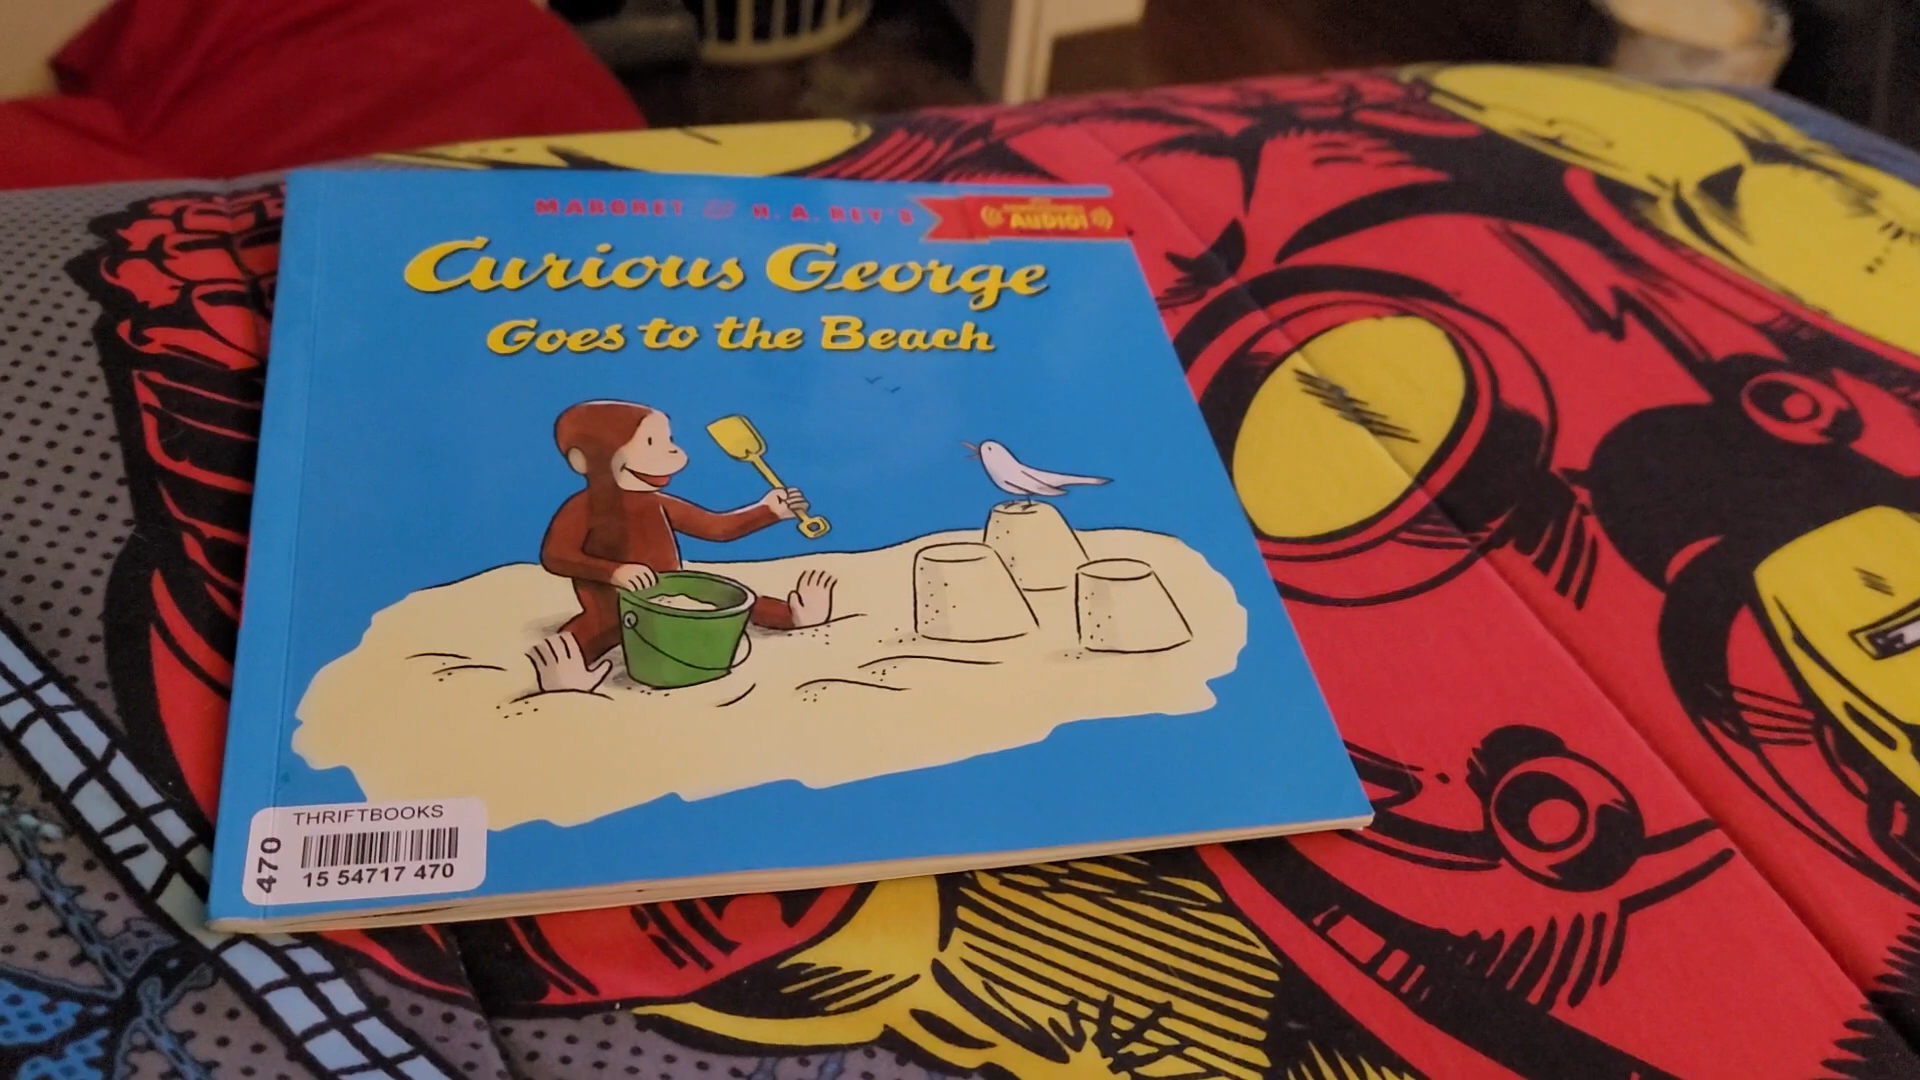 MARGRET & H. A. REY'S
AUDIO!
Curious George
Goes to the Beach
THRIFTBOOKS
470
15 54717 470